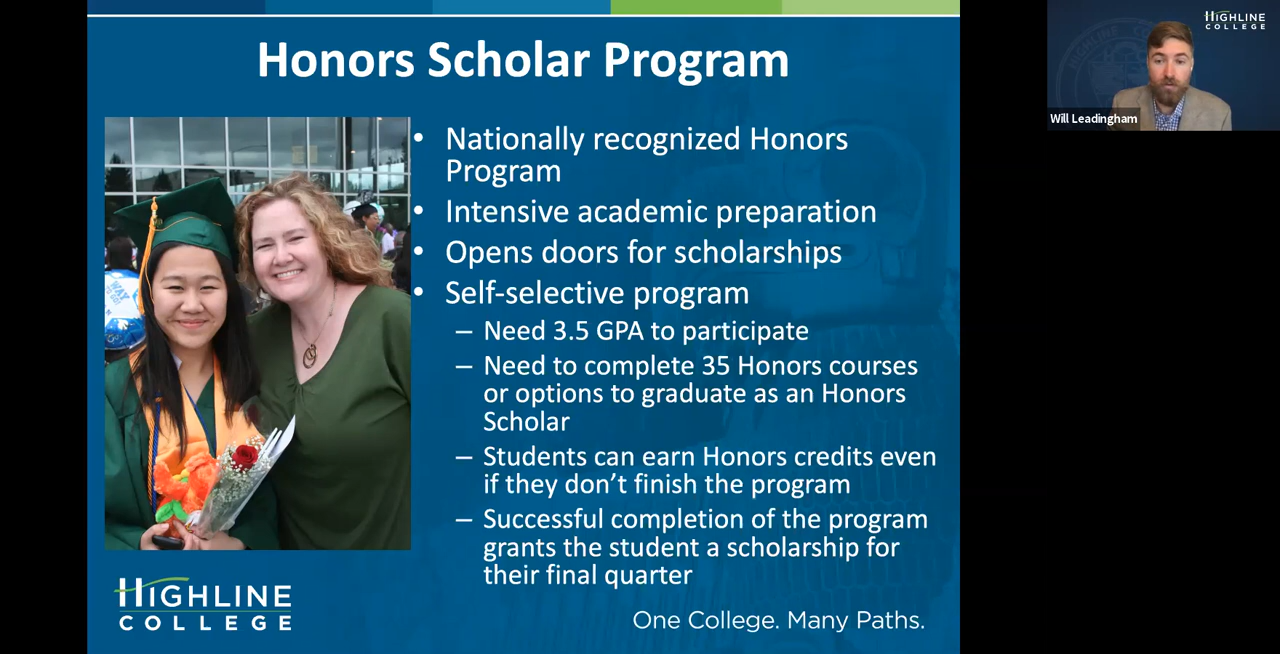 Honors Scholar Program
• Nationally recognized Honors
Program
• Intensive academic preparation
• Opens doors for scholarships
• Self-selective program
– Need 3.5 GPA to participate
– Need to complete 35 Honors courses
or options to graduate as an Honors
Scholar
– Students can earn Honors credits even
if they don’t finish the program
– Successful completion of the program
grants the student a scholarship for
their final quarter
HIGHLINE
COLLEGE
One College. Many Paths.
HIGHLINE
COLLEGE
Will Leadingham